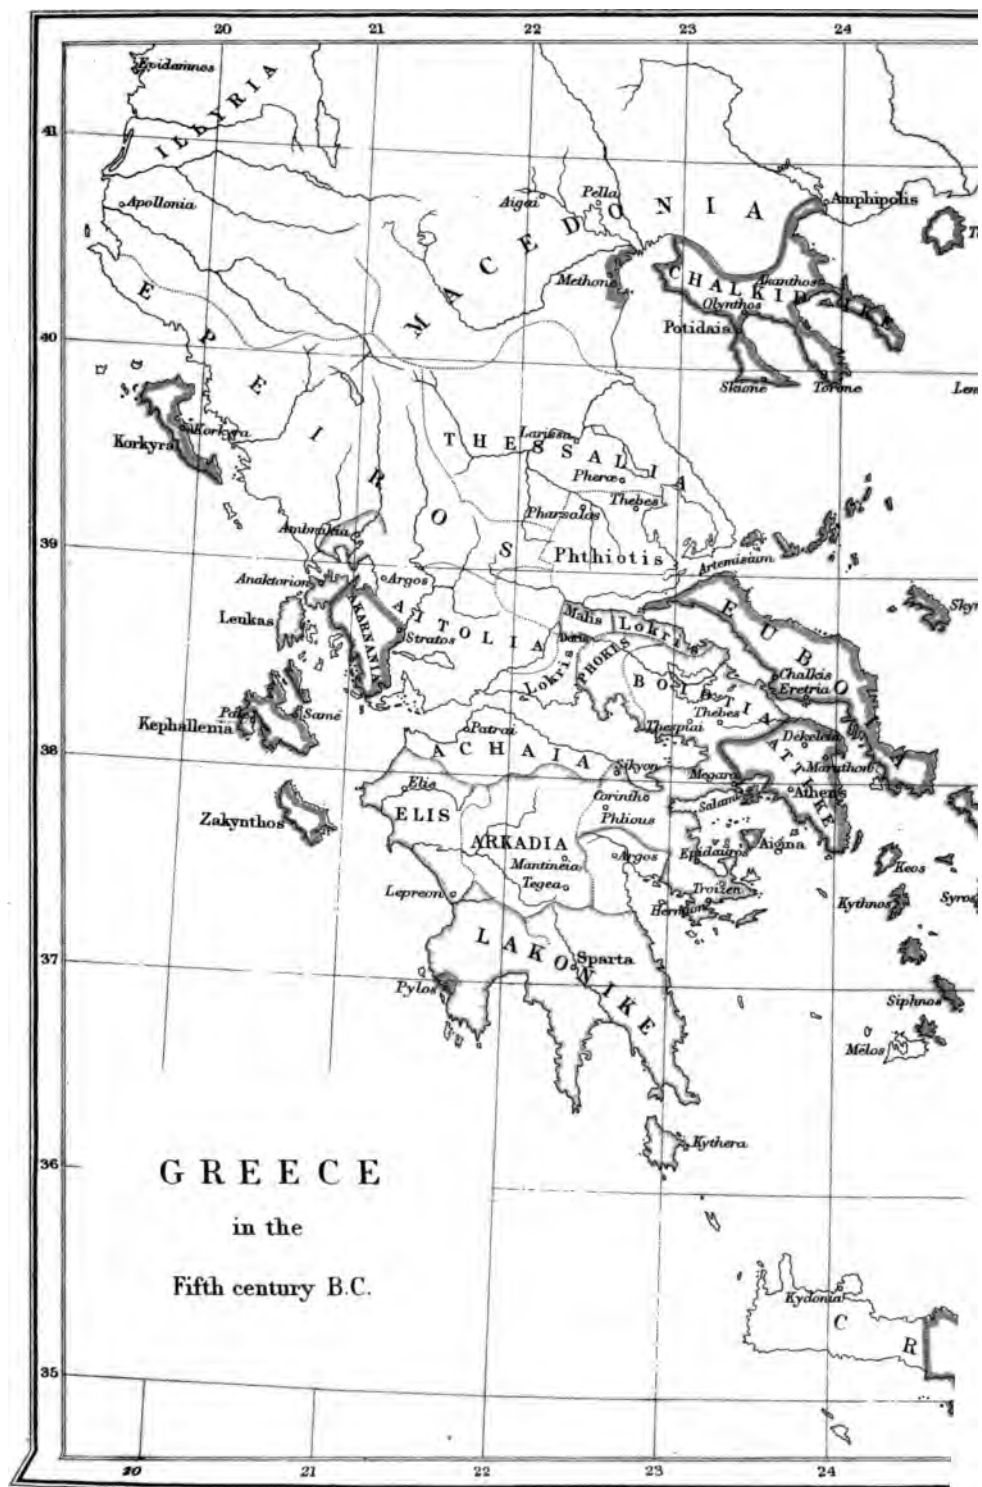 20 21 22 23 24
Epidamnos
ILLYRIA
41
Apollonia
Aigai
Pella
MACEDONIA
Amphipolis
Methone
CHALKIDIKE
Akanthos
Olynthos
Potidaia
EPEIROS
40
Skione
Torone
Korkyra
Korkyra
Larissa
THESSALIA
Pheræ
Thebes
Pharsalos
Ambrakia
39
Phthiotis
Artemisium
Anaktorion
Argos
Leukas
AKARNANIA
AITOLIA
Stratos
Malis
Lokris
Doris
EUBOIA
Skyr
Lokris
PHOKIS
BOIOTIA
Chalkis
Eretria
Pale
Same
Kephallenia
Patrai
Thespiai
Thebes
Dekeleia
38
ACHAIA
Sikyon
Megara
ATTIKE
Marathon
Elis
Corinth
Salamis
Athens
Zakynthos
ELIS
Phlious
ARKADIA
Argos
Epidauros
Aigina
Mantineia
Keos
Lepreon
Tegea
Troizen
Hermion
Kythnos
Syros
LAKONIKE
37
Sparta
Pylos
Siphnos
Mēlos
Kythera
36
GREECE
in the
Fifth century B.C.
Kydonia
C R
35
20 21 22 23 24